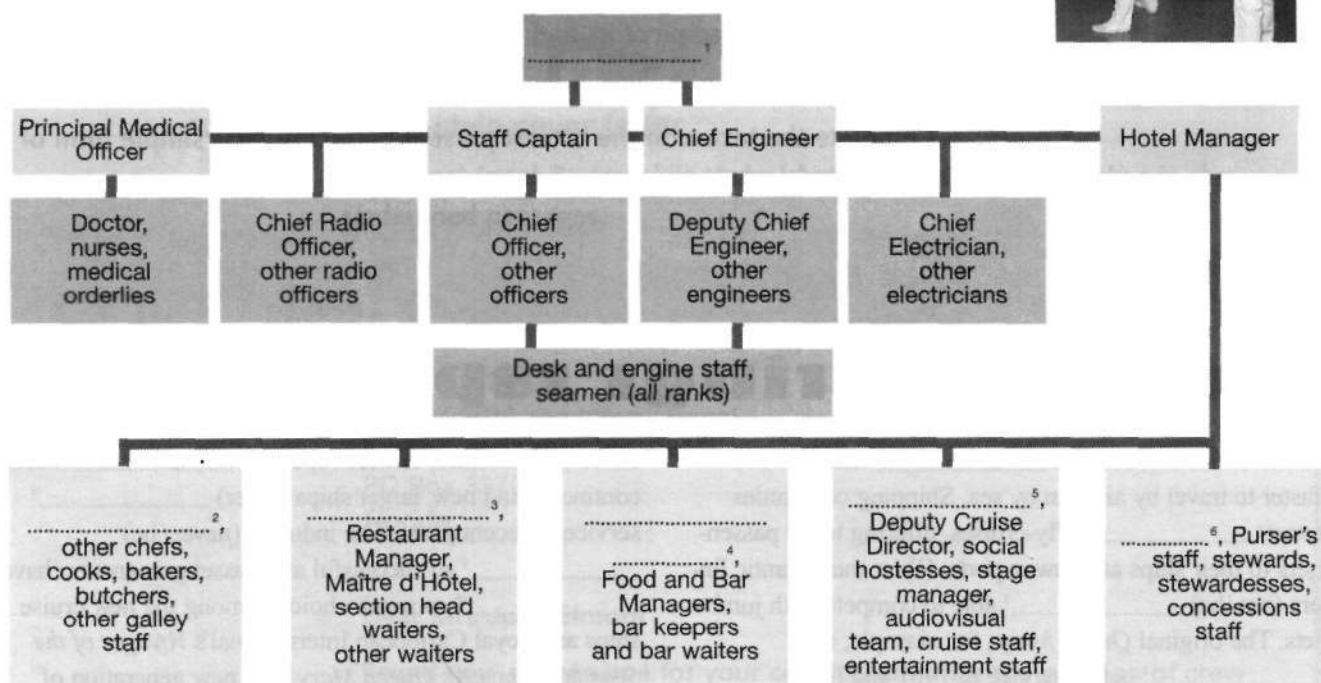 ....................1
Principal Medical
Officer
Staff Captain
Chief Engineer
Hotel Manager
Doctor,
nurses,
medical
orderlies
Chief Radio
Officer,
other radio
officers
Chief
Officer,
other
officers
Deputy Chief
Engineer,
other
engineers
Chief
Electrician,
other
electricians
Desk and engine staff,
seamen (all ranks)
....................2,
other chefs,
cooks, bakers,
butchers,
other galley
staff
....................3,
Restaurant
Manager,
Maître d'Hôtel,
section head
waiters,
other waiters
....................
....................4,
Food and Bar
Managers,
bar keepers
and bar waiters
....................5,
Deputy Cruise
Director, social
hostesses, stage
manager,
audiovisual
team, cruise staff,
entertainment staff
....................6, Purser's
staff, stewards,
stewardesses,
concessions
staff